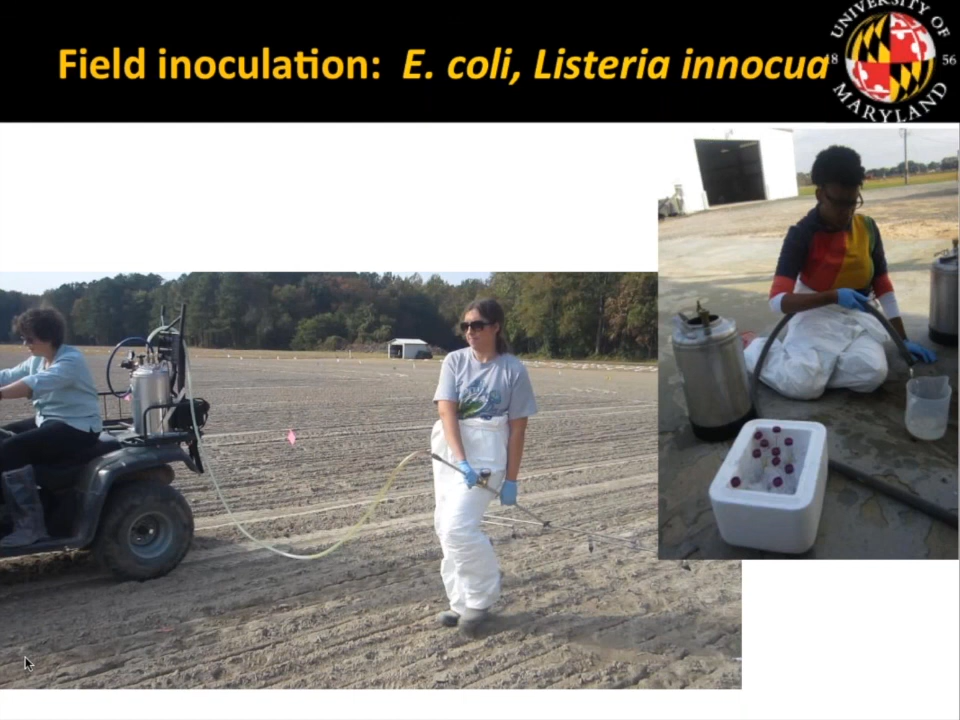 Field inoculation: E. coli, Listeria innocua
UNIVERSITY OF
18 56
MARYLAND